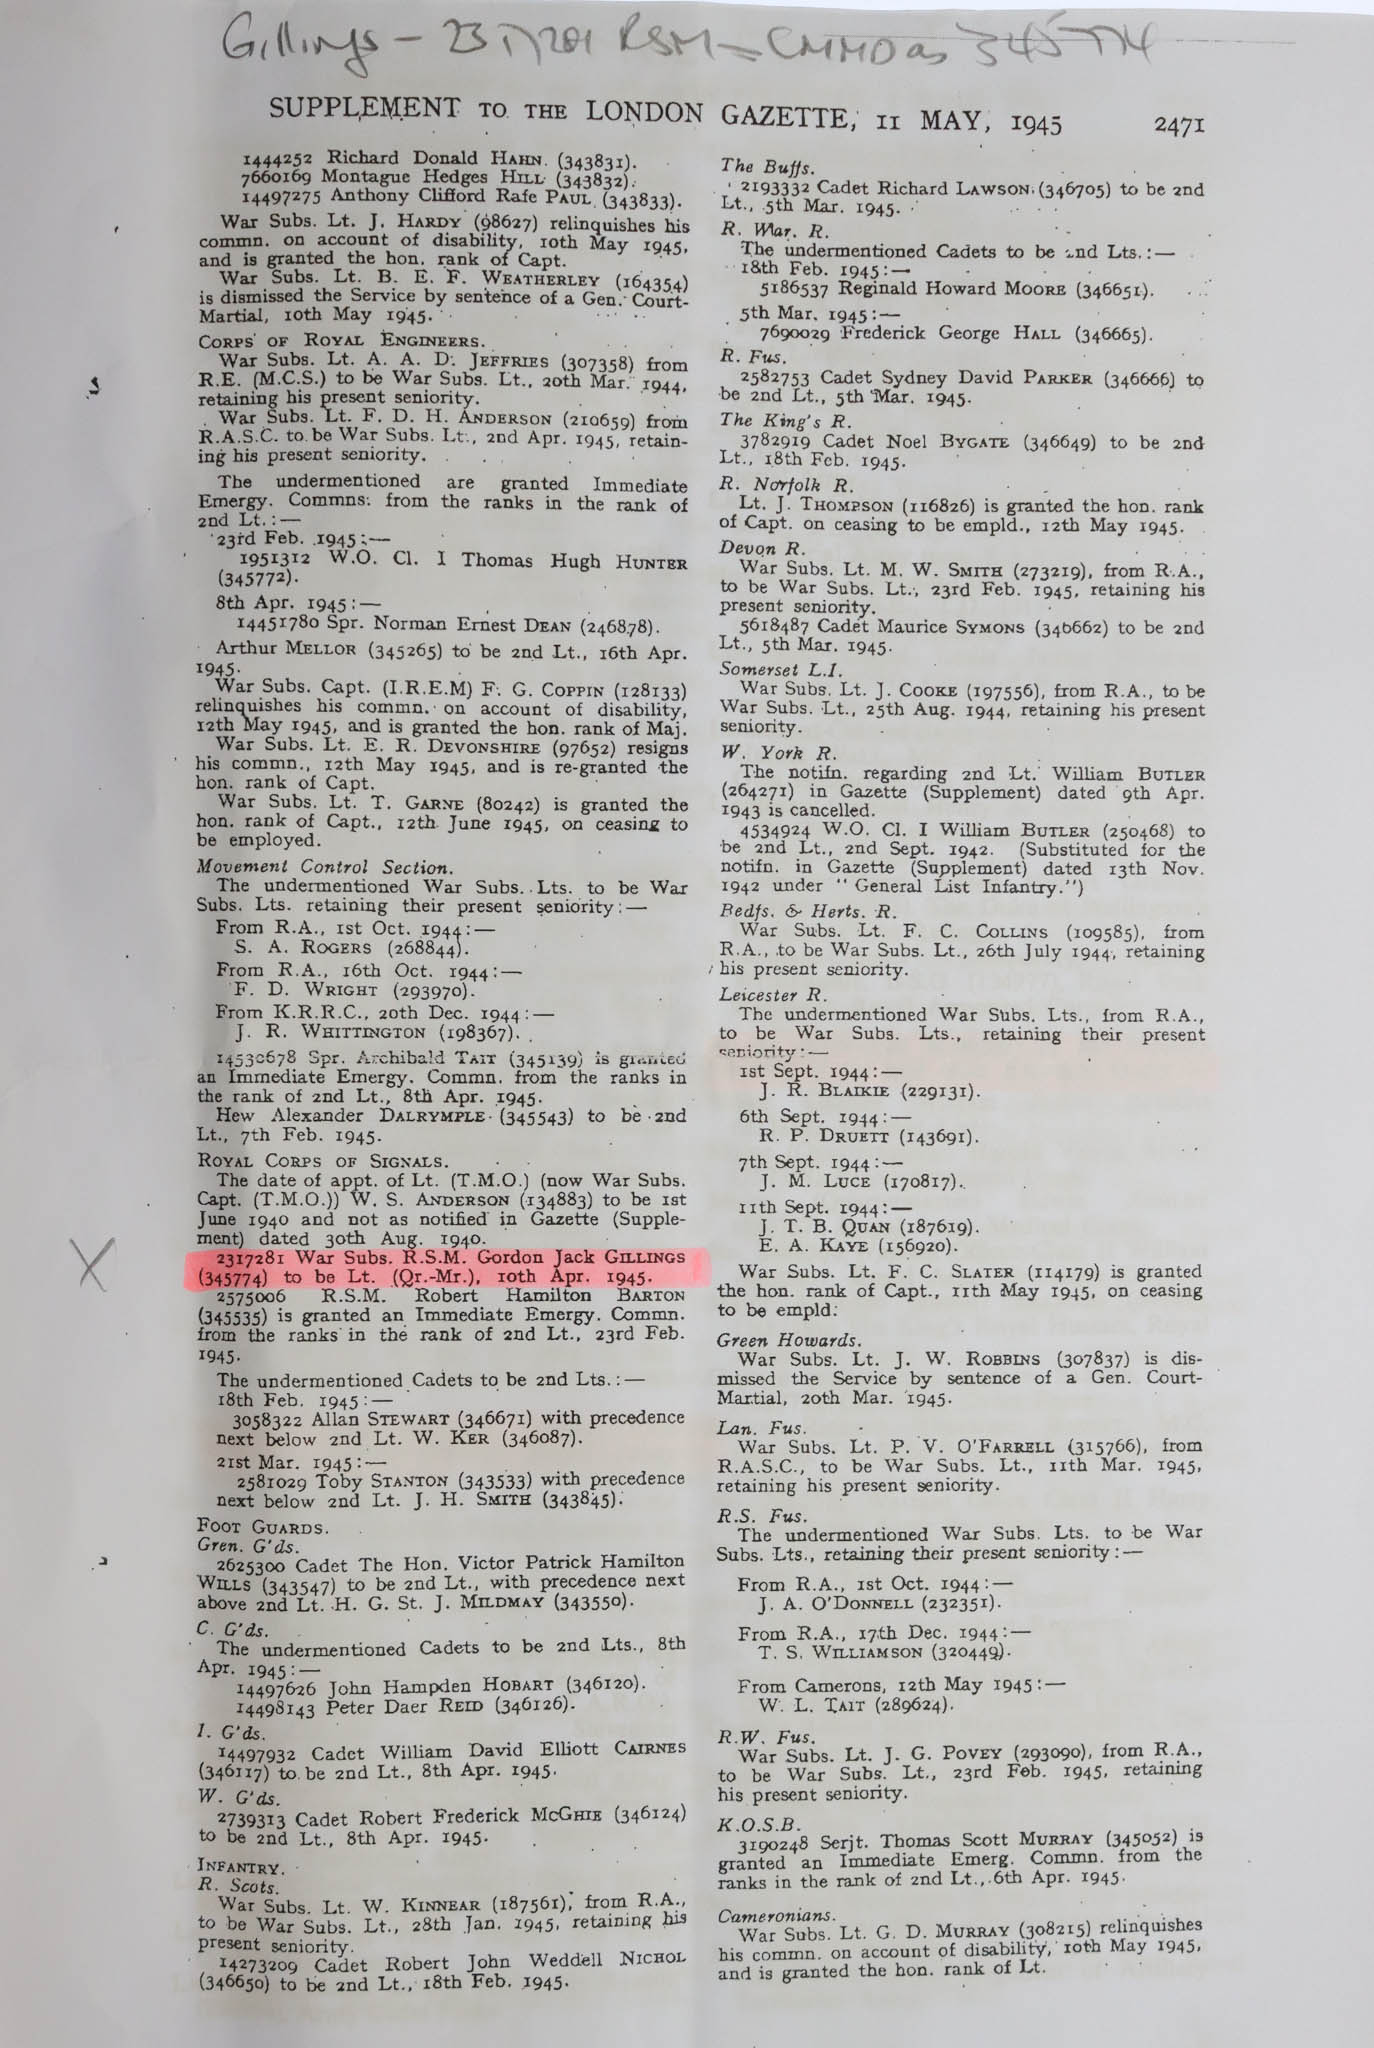 Gillings - RSM
SUPPLEMENT TO THE LONDON GAZETTE, 11 MAY, 1945 2471
1444252 Richard Donald HAHN. (343831).
7660169 Montague Hedges HILL (343832).
14497275 Anthony Clifford Rafe PAUL (343833).
War Subs. Lt. J. HARDY (98627) relinquishes his
commn. on account of disability, 10th May 1945,
and is granted the hon. rank of Capt.
War Subs. Lt. B. E. F. WEATHERLEY (164354)
is dismissed the Service by sentence of a Gen. Court-
Martial, 10th May 1945.
CORPS OF ROYAL ENGINEERS.
War Subs. Lt. A. A. D. JEFFRIES (307358) from
R.E. (M.C.S.) to be War Subs. Lt., 20th Mar. 1944,
retaining his present seniority.
War Subs. Lt. F. D. H. ANDERSON (210659) from
R.A.S.C. to be War Subs. Lt., 2nd Apr. 1945, retain-
ing his present seniority.
The undermentioned are granted Immediate
Emergy. Commns. from the ranks in the rank of
2nd Lt.:—
23rd Feb. 1945:—
1951312 W.O. Cl. I Thomas Hugh HUNTER
(345772).
8th Apr. 1945:—
14451780 Spr. Norman Ernest DEAN (246878).
Arthur MELLOR (345265) to be 2nd Lt., 16th Apr.
1945.
War Subs. Capt. (I.R.E.M) F. G. COPPIN (128133)
relinquishes his commn. on account of disability,
12th May 1945, and is granted the hon. rank of Maj.
War Subs. Lt. E. R. DEVONSHIRE (97652) resigns
his commn., 12th May 1945, and is re-granted the
hon. rank of Capt.
War Subs. Lt. T. GARNE (80242) is granted the
hon. rank of Capt., 12th June 1945, on ceasing to
be employed.
Movement Control Section.
The undermentioned War Subs. Lts. to be War
Subs. Lts. retaining their present seniority:—
From R.A., 1st Oct. 1944:—
S. A. ROGERS (268844).
From R.A., 16th Oct. 1944:—
F. D. WRIGHT (293970).
From K.R.R.C., 20th Dec. 1944:—
J. R. WHITTINGTON (198367).
14530678 Spr. Archibald TAIT (345139) is granted
an Immediate Emergy. Commn. from the ranks in
the rank of 2nd Lt., 8th Apr. 1945.
Hew Alexander DALRYMPLE (345543) to be 2nd
Lt., 7th Feb. 1945.
ROYAL CORPS OF SIGNALS.
The date of appt. of Lt. (T.M.O.) (now War Subs.
Capt. (T.M.O.)) W. S. ANDERSON (134883) to be 1st
June 1940 and not as notified in Gazette (Supple-
ment) dated 30th Aug. 1940.
2317281 War Subs. R.S.M. Gordon Jack GILLINGS
(345774) to be Lt. (Qr.-Mr.), 10th Apr. 1945.
2575006 R.S.M. Robert Hamilton BARTON
(345535) is granted an Immediate Emergy. Commn.
from the ranks in the rank of 2nd Lt., 23rd Feb.
1945.
The undermentioned Cadets to be 2nd Lts.:—
18th Feb. 1945:—
3058322 Allan STEWART (346671) with precedence
next below 2nd Lt. W. KER (346087).
21st Mar. 1945:—
2581029 Toby STANTON (343533) with precedence
next below 2nd Lt. J. H. SMITH (343845).
FOOT GUARDS.
Gren. G'ds.
2625300 Cadet The Hon. Victor Patrick Hamilton
WILLS (343547) to be 2nd Lt., with precedence next
above 2nd Lt. H. G. St. J. MILDMAY (343550).
C. G'ds.
The undermentioned Cadets to be 2nd Lts., 8th
Apr. 1945:—
14497626 John Hampden HOBART (346120).
14498143 Peter Daer REID (346126).
I. G'ds.
14497932 Cadet William David Elliott CAIRNES
(346117) to be 2nd Lt., 8th Apr. 1945.
W. G'ds.
2739313 Cadet Robert Frederick McGHIE (346124)
to be 2nd Lt., 8th Apr. 1945.
INFANTRY.
R. Scots.
War Subs. Lt. W. KINNEAR (187561), from R.A.,
to be War Subs. Lt., 28th Jan. 1945, retaining his
present seniority.
14273209 Cadet Robert John Weddell NICHOL
(346650) to be 2nd Lt., 18th Feb. 1945.
The Buffs.
2193332 Cadet Richard LAWSON (346705) to be 2nd
Lt., 5th Mar. 1945.
R. War. R.
The undermentioned Cadets to be 2nd Lts.:—
18th Feb. 1945:—
5186537 Reginald Howard MOORE (346651).
5th Mar. 1945:—
7690029 Frederick George HALL (346665).
R. Fus.
2582753 Cadet Sydney David PARKER (346666) to
be 2nd Lt., 5th Mar. 1945.
The King's R.
3782919 Cadet Noel BYGATE (346649) to be 2nd
Lt., 18th Feb. 1945.
R. Norfolk R.
Lt. J. THOMPSON (116826) is granted the hon. rank
of Capt. on ceasing to be empld., 12th May 1945.
Devon R.
War Subs. Lt. M. W. SMITH (273219), from R.A.,
to be War Subs. Lt., 23rd Feb. 1945, retaining his
present seniority.
5618487 Cadet Maurice SYMONS (346662) to be 2nd
Lt., 5th Mar. 1945.
Somerset L.I.
War Subs. Lt. J. COOKE (197556), from R.A., to be
War Subs. Lt., 25th Aug. 1944, retaining his present
seniority.
W. York R.
The notifn. regarding 2nd Lt. William BUTLER
(264271) in Gazette (Supplement) dated 9th Apr.
1943 is cancelled.
4534924 W.O. Cl. I William BUTLER (250468) to
be 2nd Lt., 2nd Sept. 1942. (Substituted for the
notifn. in Gazette (Supplement) dated 13th Nov.
1942 under "General List Infantry.")
Bedfs. & Herts. R.
War Subs. Lt. F. C. COLLINS (109585), from
R.A., to be War Subs. Lt., 26th July 1944, retaining
his present seniority.
Leicester R.
The undermentioned War Subs. Lts., from R.A.,
to be War Subs. Lts., retaining their present
seniority:—
1st Sept. 1944:—
J. R. BLAIKIE (229131).
6th Sept. 1944:—
R. P. DRUETT (143691).
7th Sept. 1944:—
J. M. LUCE (170817).
11th Sept. 1944:—
J. T. B. QUAN (187619).
E. A. KAYE (156920).
War Subs. Lt. F. C. SLATER (114179) is granted
the hon. rank of Capt., 11th May 1945, on ceasing
to be empld.
Green Howards.
War Subs. Lt. J. W. ROBBINS (307837) is dis-
missed the Service by sentence of a Gen. Court-
Martial, 20th Mar. 1945.
Lan. Fus.
War Subs. Lt. P. V. O'FARRELL (315766), from
R.A.S.C., to be War Subs. Lt., 11th Mar. 1945,
retaining his present seniority.
R.S. Fus.
The undermentioned War Subs. Lts. to be War
Subs. Lts., retaining their present seniority:—
From R.A., 1st Oct. 1944:—
J. A. O'DONNELL (232351).
From R.A., 17th Dec. 1944:—
T. S. WILLIAMSON (320449).
From Camerons, 12th May 1945:—
W. L. TAIT (289624).
R.W. Fus.
War Subs. Lt. J. G. POVEY (293090), from R.A.,
to be War Subs. Lt., 23rd Feb. 1945, retaining
his present seniority.
K.O.S.B.
3190248 Serjt. Thomas Scott MURRAY (345052) is
granted an Immediate Emerg. Commn. from the
ranks in the rank of 2nd Lt., 6th Apr. 1945.
Cameronians.
War Subs. Lt. G. D. MURRAY (308215) relinquishes
his commn. on account of disability, 10th May 1945,
and is granted the hon. rank of Lt.